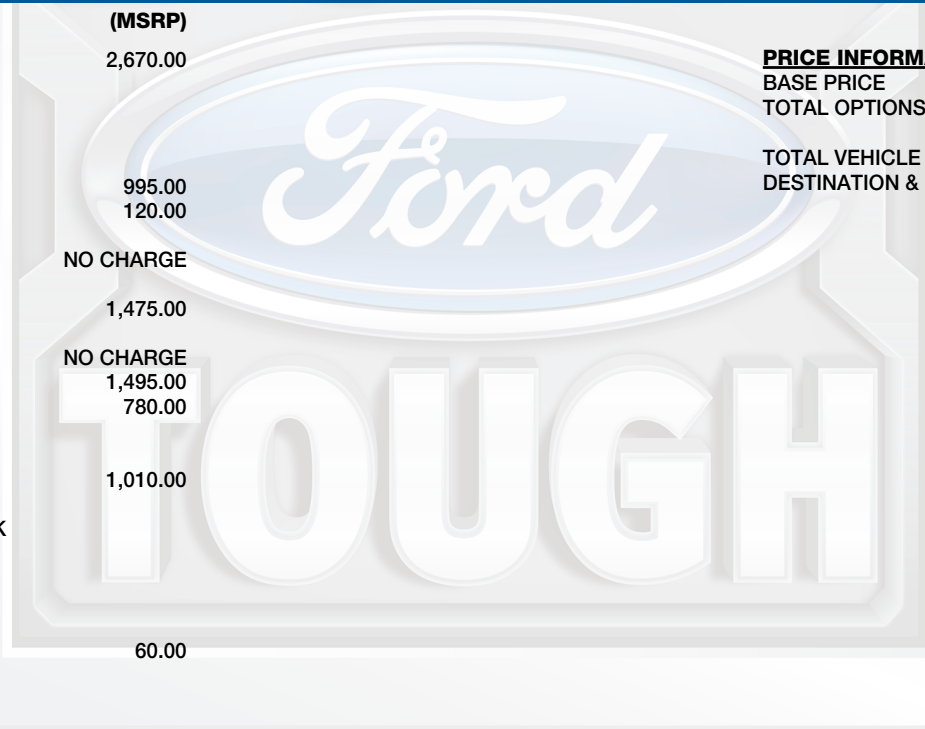 (MSRP)
2,670.00
995.00
120.00
NO CHARGE
1,475.00
NO CHARGE
1,495.00
780.00
1,010.00
K
60.00
PRICE INFORMA
BASE PRICE
TOTAL OPTIONS
TOTAL VEHICLE
DESTINATION &
Ford
TOUGH